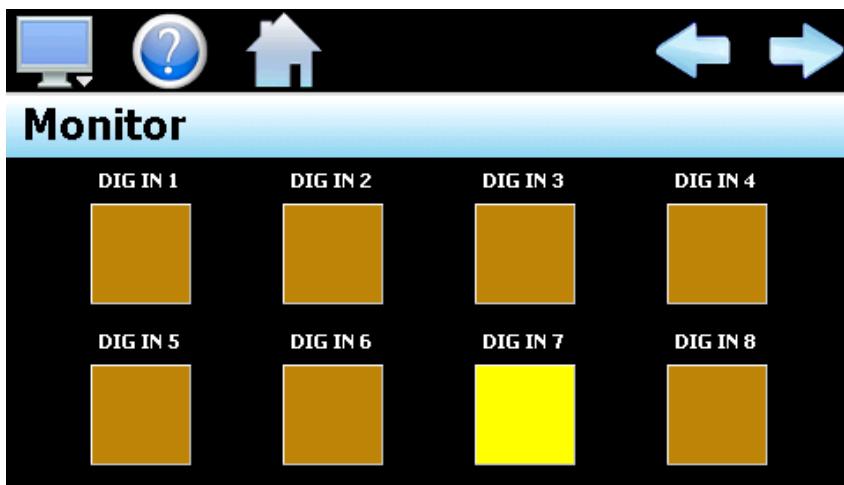 ?
Monitor
DIG IN 1 DIG IN 2 DIG IN 3 DIG IN 4
DIG IN 5 DIG IN 6 DIG IN 7 DIG IN 8